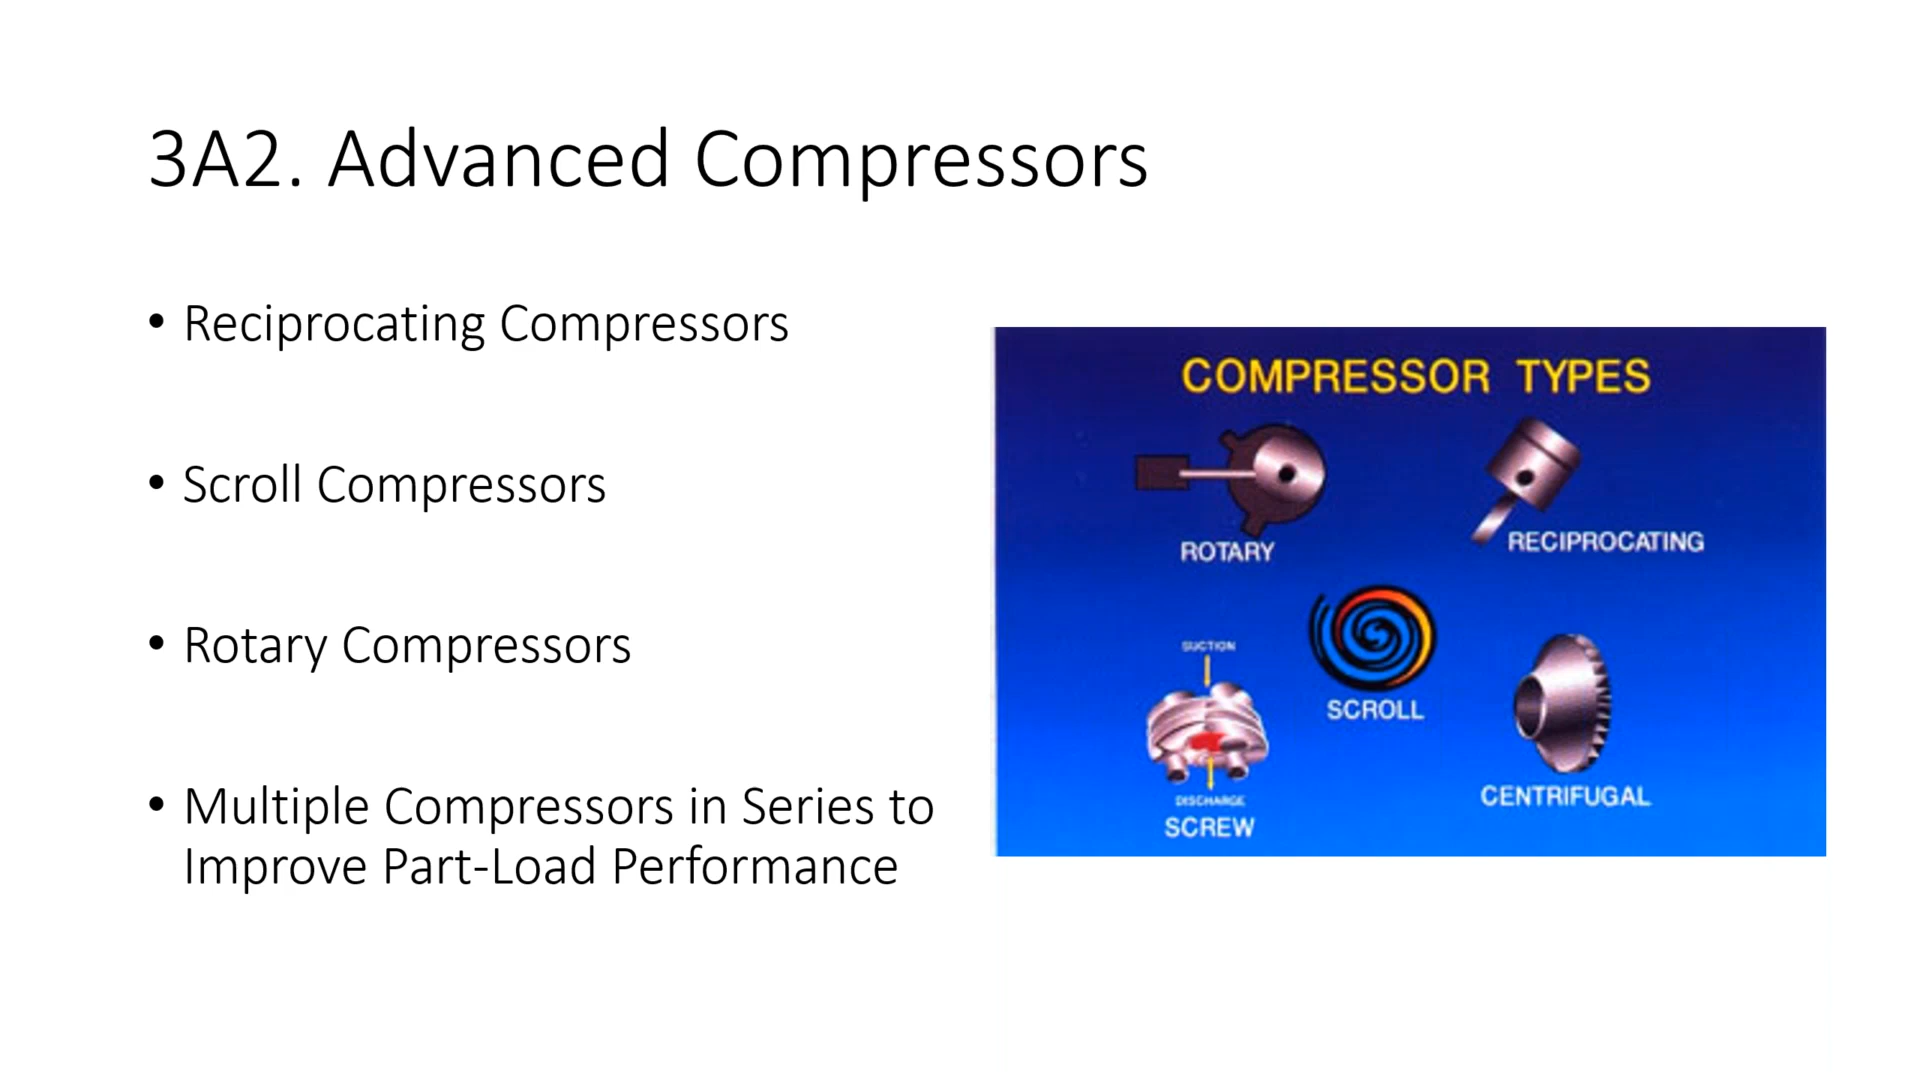 3A2. Advanced Compressors
• Reciprocating Compressors
• Scroll Compressors
• Rotary Compressors
• Multiple Compressors in Series to
Improve Part-Load Performance
COMPRESSOR TYPES
ROTARY
RECIPROCATING
SCROLL
SUCTION
DISCHARGE
SCREW
CENTRIFUGAL